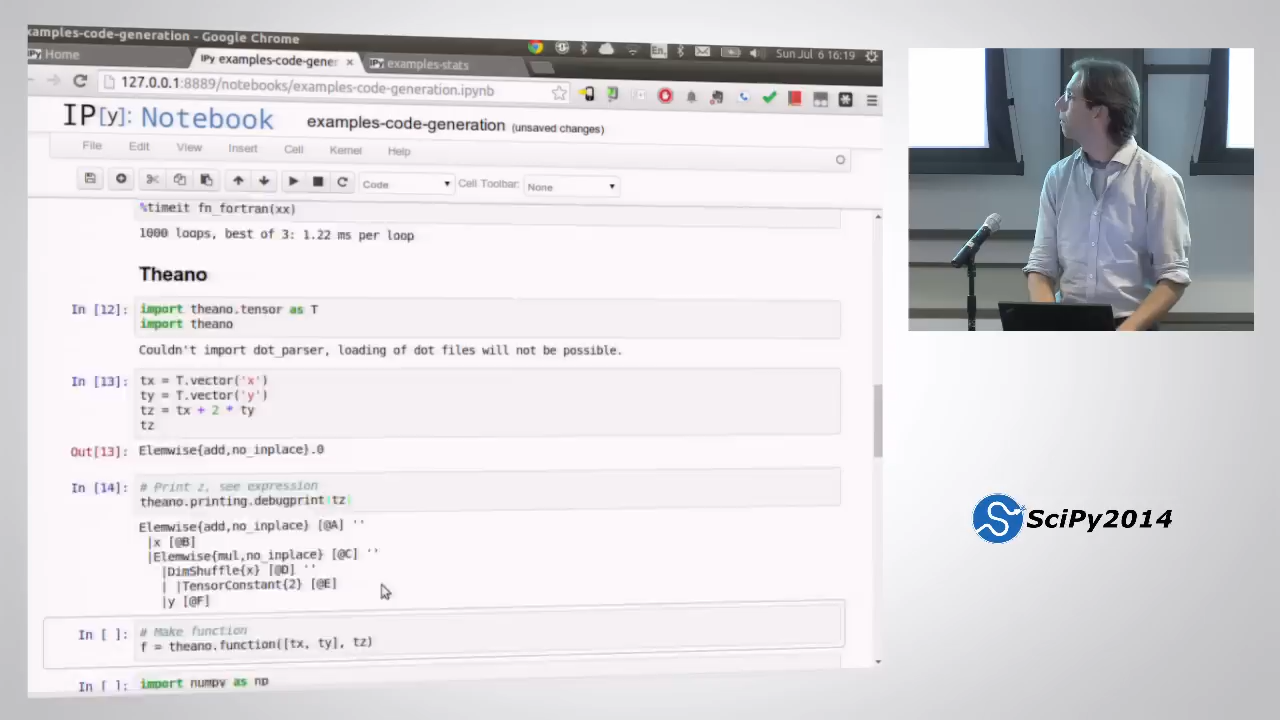 examples-code-generation - Google Chrome
En
Sun Jul 6 16:19
IPy Home
IPy examples-code-gener ×
IPy examples-stats
127.0.0.1:8889/notebooks/examples-code-generation.ipynb
IP[y]: Notebook examples-code-generation (unsaved changes)
File Edit View Insert Cell Kernel Help
Code Cell Toolbar: None
%timeit fn_fortran(xx)
1000 loops, best of 3: 1.22 ms per loop
Theano
In [12]: import theano.tensor as T
import theano
Couldn't import dot_parser, loading of dot files will not be possible.
In [13]: tx = T.vector('x')
ty = T.vector('y')
tz = tx + 2 * ty
tz
Out[13]: Elemwise{add,no_inplace}.0
In [14]: # Print z, see expression
theano.printing.debugprint(tz)
Elemwise{add,no_inplace} [@A] ''
|x [@B]
|Elemwise{mul,no_inplace} [@C] ''
|DimShuffle{x} [@D] ''
| |TensorConstant{2} [@E]
|y [@F]
In [ ]: # Make function
f = theano.function([tx, ty], tz)
In [ ]: import numpy as np
SciPy2014